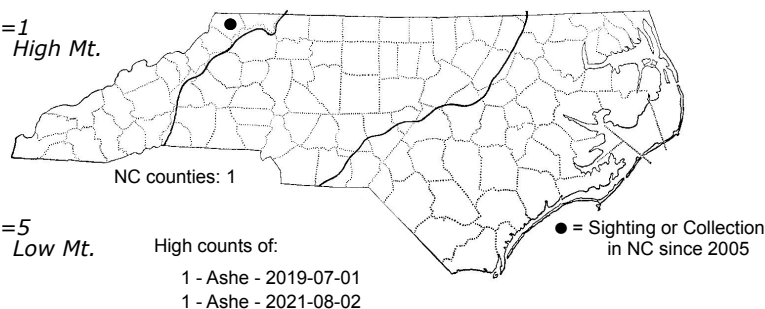 =1
High Mt.
NC counties: 1
=5
Low Mt.
High counts of:
1 - Ashe - 2019-07-01
1 - Ashe - 2021-08-02
● = Sighting or Collection
in NC since 2005